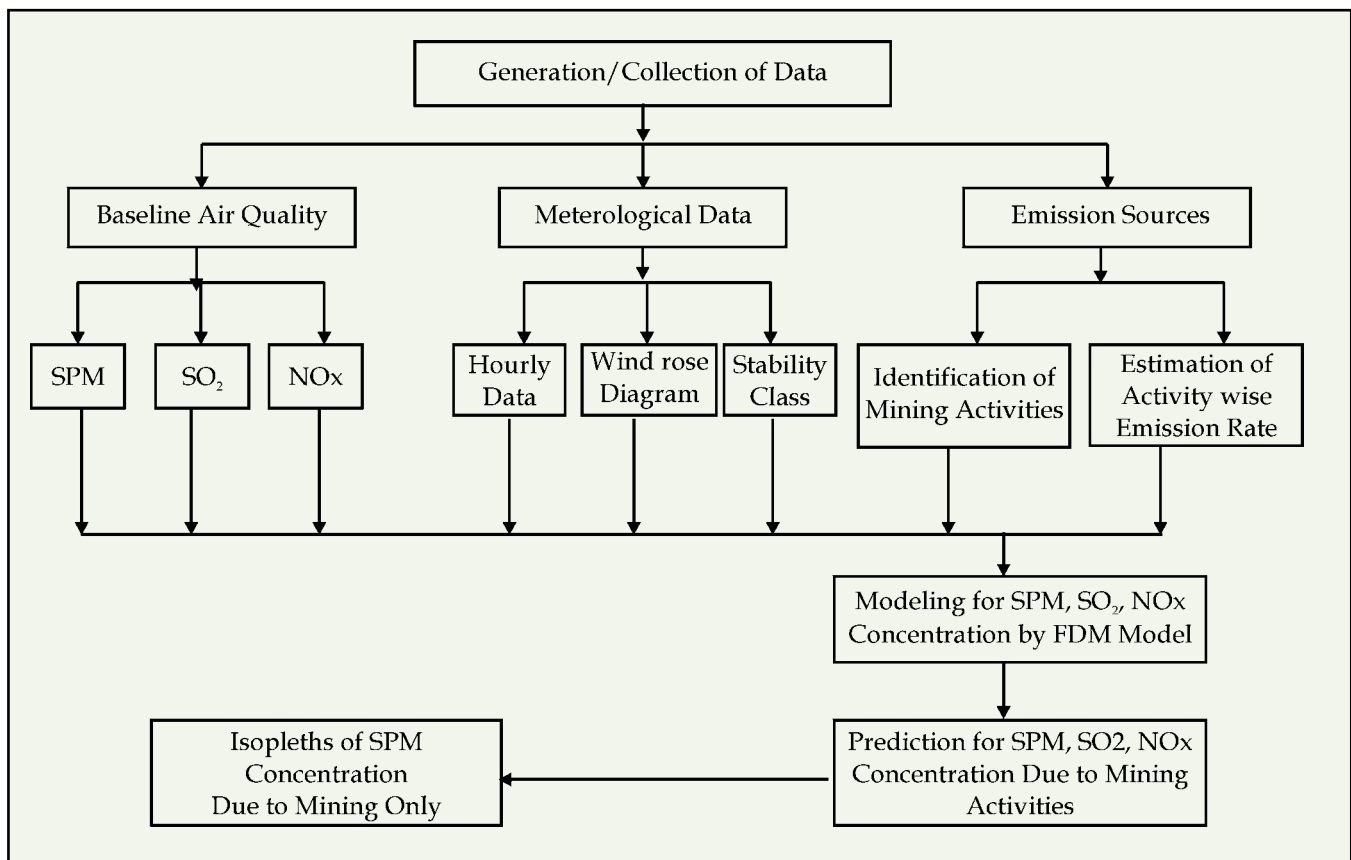 Generation/Collection of Data
Baseline Air Quality
Meterological Data
Emission Sources
SPM
SO₂
NOx
Hourly
Data
Wind rose
Diagram
Stability
Class
Identification of
Mining Activities
Estimation of
Activity wise
Emission Rate
Modeling for SPM, SO₂, NOx
Concentration by FDM Model
Isopleths of SPM
Concentration
Due to Mining Only
Prediction for SPM, SO2, NOx
Concentration Due to Mining
Activities